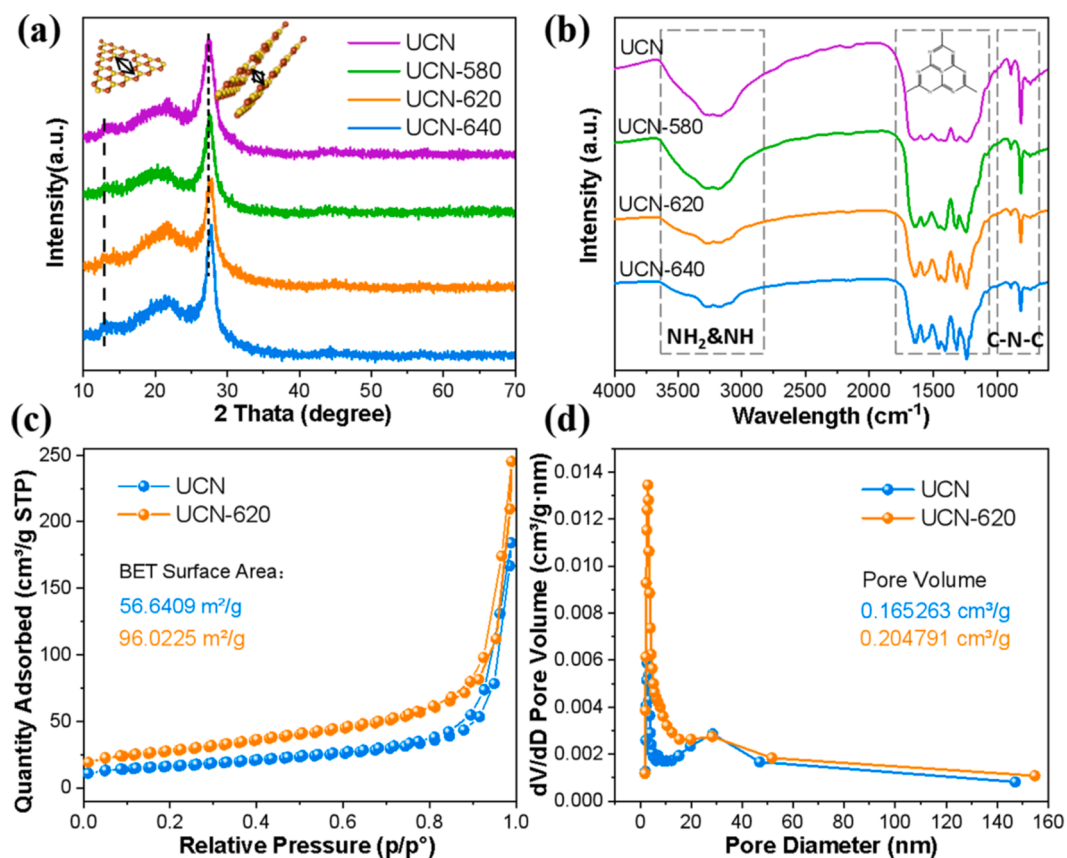 (a)
UCN
UCN-580
UCN-620
UCN-640
Intensity(a.u.)
10 20 30 40 50 60 70
2 Thata (degree)
(b)
UCN
UCN-580
UCN-620
UCN-640
NH₂&NH
C-N-C
Intensity (a.u.)
4000 3500 3000 2500 2000 1500 1000
Wavelength (cm⁻¹)
(c)
250
200
150
100
50
0
Quantity Adsorbed (cm³/g STP)
UCN
UCN-620
BET Surface Area:
56.6409 m²/g
96.0225 m²/g
0.0 0.2 0.4 0.6 0.8 1.0
Relative Pressure (p/p°)
(d)
0.014
0.012
0.010
0.008
0.006
0.004
0.002
0.000
dV/dD Pore Volume (cm³/g·nm)
UCN
UCN-620
Pore Volume
0.165263 cm³/g
0.204791 cm³/g
0 20 40 60 80 100 120 140 160
Pore Diameter (nm)